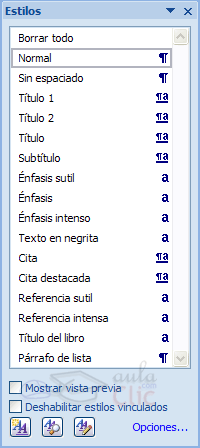 Estilos
Borrar todo
Normal ¶
Sin espaciado ¶
Título 1 ¶a
Título 2 ¶a
Título ¶a
Subtítulo ¶a
Énfasis sutil a
Énfasis a
Énfasis intenso a
Texto en negrita a
Cita ¶a
Cita destacada ¶a
Referencia sutil a
Referencia intensa a
Título del libro a
Párrafo de lista ¶
Mostrar vista previa
Deshabilitar estilos vinculados
Opciones...
aula
Clic
.com